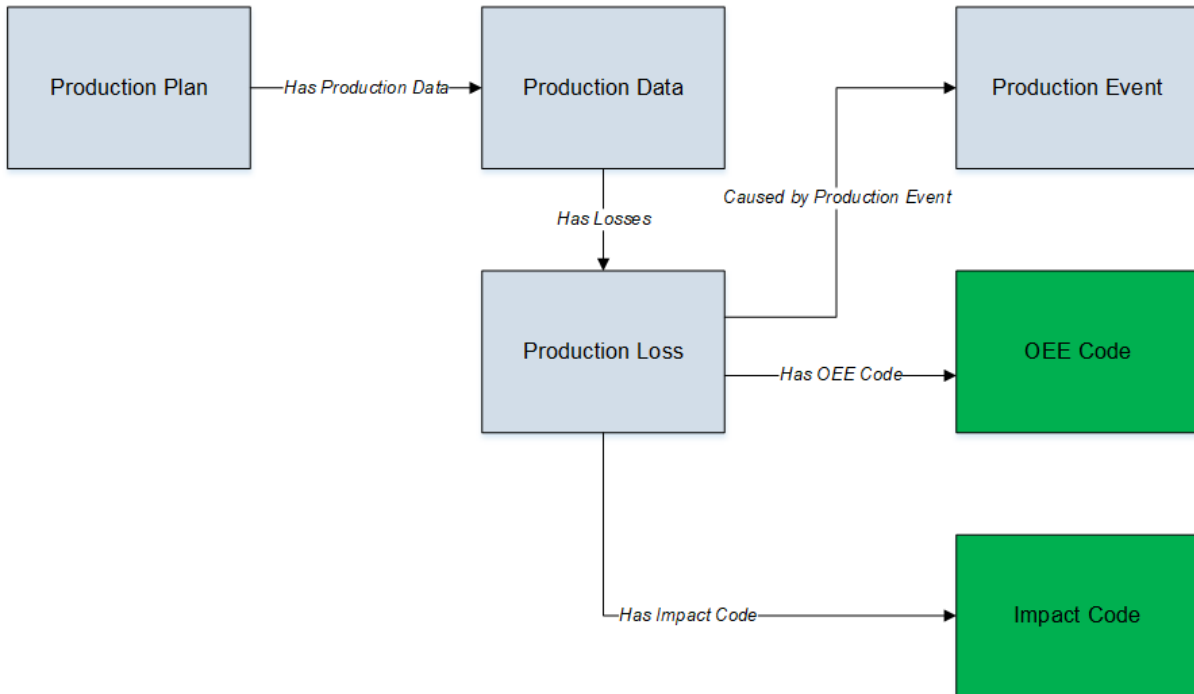 Production Plan
Has Production Data
Production Data
Production Event
Caused by Production Event
Has Losses
Production Loss
OEE Code
Has OEE Code
Has Impact Code
Impact Code